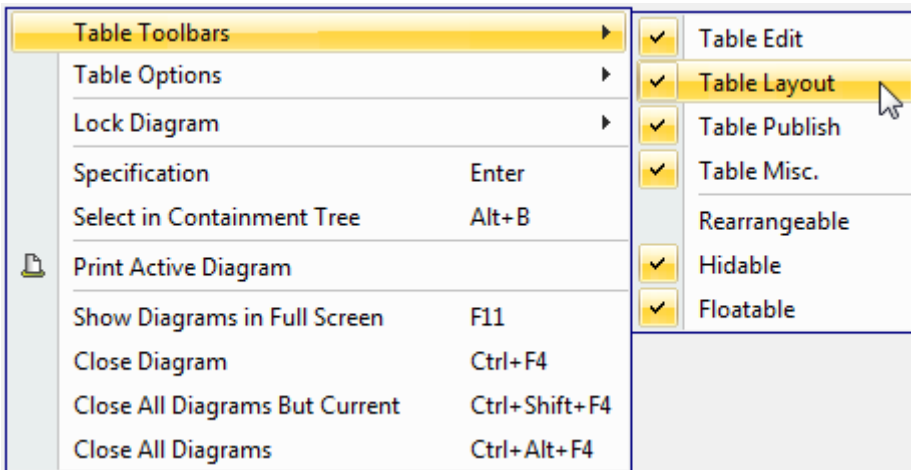 Table Toolbars
Table Options
Lock Diagram
Specification Enter
Select in Containment Tree Alt+B
Print Active Diagram
Show Diagrams in Full Screen F11
Close Diagram Ctrl+F4
Close All Diagrams But Current Ctrl+Shift+F4
Close All Diagrams Ctrl+Alt+F4
Table Edit
Table Layout
Table Publish
Table Misc.
Rearrangeable
Hidable
Floatable